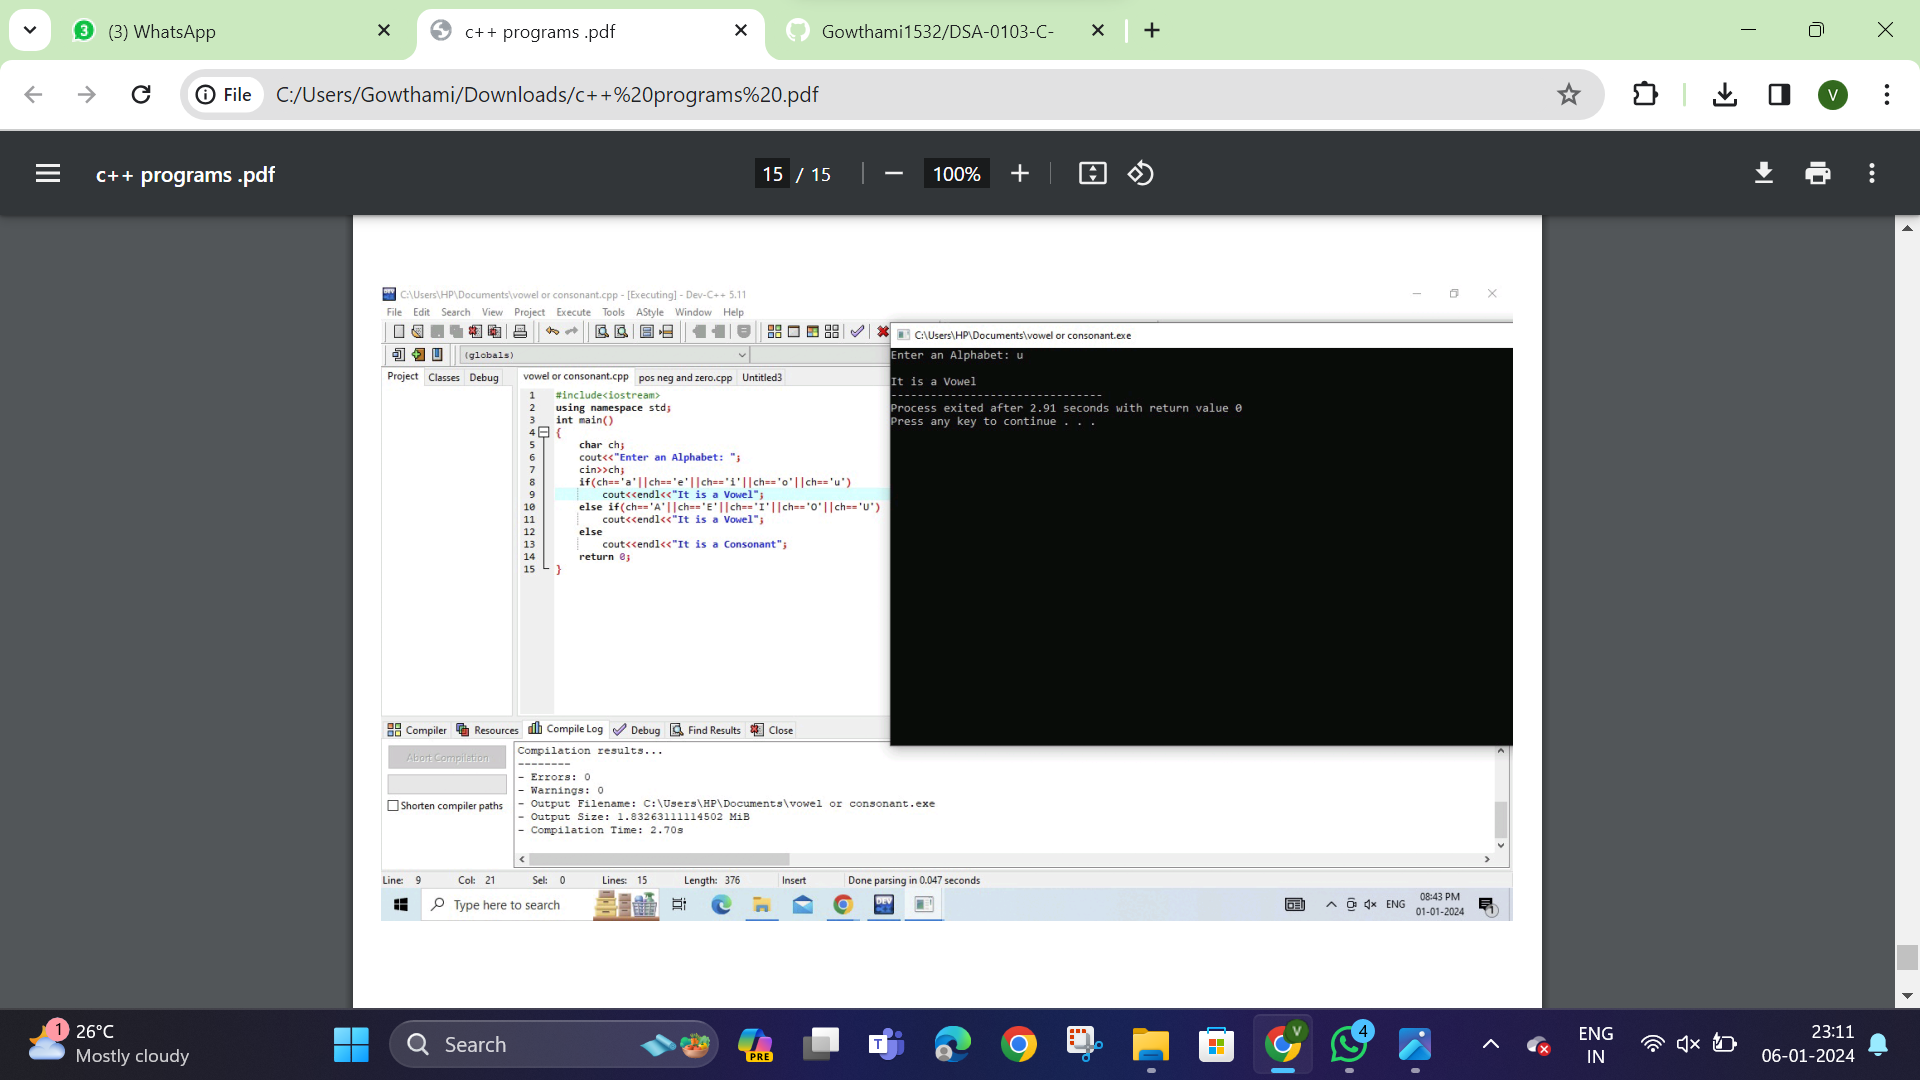 3 (3) WhatsApp
c++ programs .pdf
Gowthami1532/DSA-0103-C-
File C:/Users/Gowthami/Downloads/c++%20programs%20.pdf
V
c++ programs .pdf
15 / 15
100%
C:\Users\HP\Documents\vowel or consonant.cpp - [Executing] - Dev-C++ 5.11
File Edit Search View Project Execute Tools AStyle Window Help
(globals)
Project Classes Debug
vowel or consonant.cpp pos neg and zero.cpp Untitled3
1 #include<iostream>
2 using namespace std;
3 int main()
4 {
5 char ch;
6 cout<<"Enter an Alphabet: ";
7 cin>>ch;
8 if(ch=='a'||ch=='e'||ch=='i'||ch=='o'||ch=='u')
9 cout<<endl<<"It is a Vowel";
10 else if(ch=='A'||ch=='E'||ch=='I'||ch=='O'||ch=='U')
11 cout<<endl<<"It is a Vowel";
12 else
13 cout<<endl<<"It is a Consonant";
14 return 0;
15 }
C:\Users\HP\Documents\vowel or consonant.exe
Enter an Alphabet: u
It is a Vowel
--------------------------------
Process exited after 2.91 seconds with return value 0
Press any key to continue . . .
Compiler Resources Compile Log Debug Find Results Close
Abort Compilation
Shorten compiler paths
Compilation results...
--------
- Errors: 0
- Warnings: 0
- Output Filename: C:\Users\HP\Documents\vowel or consonant.exe
- Output Size: 1.83263111114502 MiB
- Compilation Time: 2.70s
Line: 9 Col: 21 Sel: 0 Lines: 15 Length: 376 Insert Done parsing in 0.047 seconds
Type here to search
DEV
ENG
08:43 PM
01-01-2024
1
1
26°C
Mostly cloudy
Search
PRE
T
V
4
ENG
IN
23:11
06-01-2024